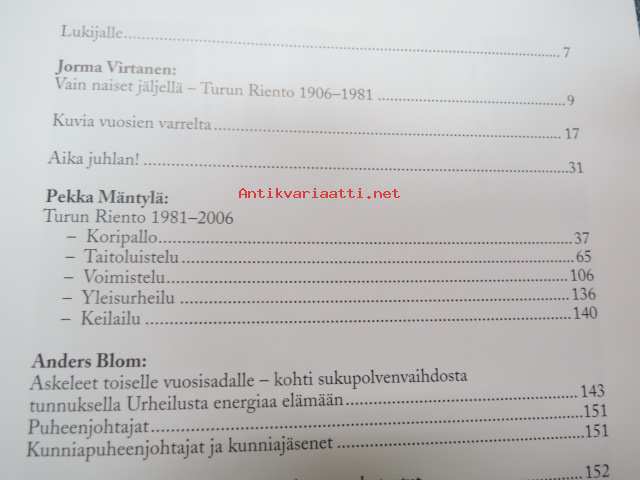 Lukijalle 7
Jorma Virtanen:
Vain naiset jäljellä – Turun Riento 1906–1981 9
Kuvia vuosien varrelta 17
Aika juhlan! 31
Antikvariaatti.net
Pekka Mäntylä:
Turun Riento 1981–2006
– Koripallo 37
– Taitoluistelu 65
– Voimistelu 106
– Yleisurheilu 136
– Keilailu 140
Anders Blom:
Askeleet toiselle vuosisadalle – kohti sukupolvenvaihdosta
tunnuksella Urheilusta energiaa elämään 143
Puheenjohtajat 151
Kunniapuheenjohtajat ja kunniajäsenet 151
152